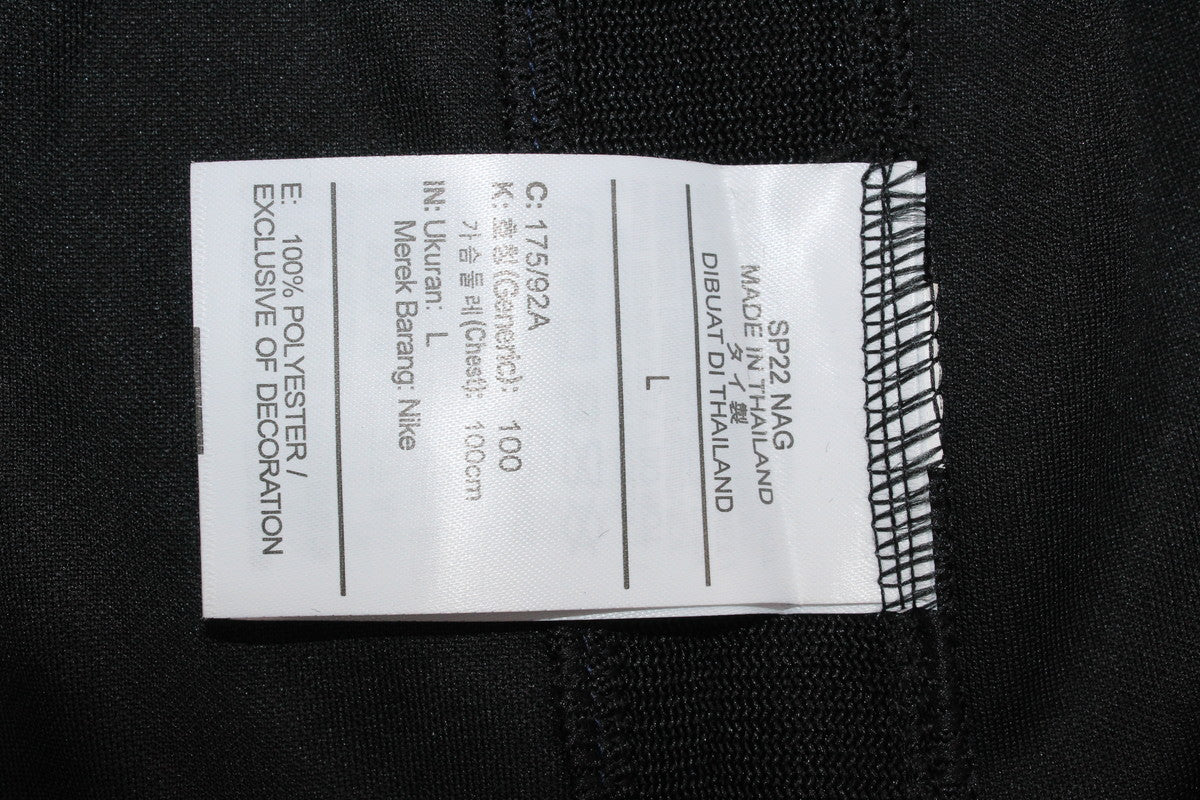 SP22 NAG
MADE IN THAILAND
タイ製
DIBUAT DI THAILAND
L
C: 175/92A
K: 호칭(Generic): 100
가슴둘레(Chest): 100cm
IN: Ukuran: L
Merek Barang: Nike
E: 100% POLYESTER /
EXCLUSIVE OF DECORATION